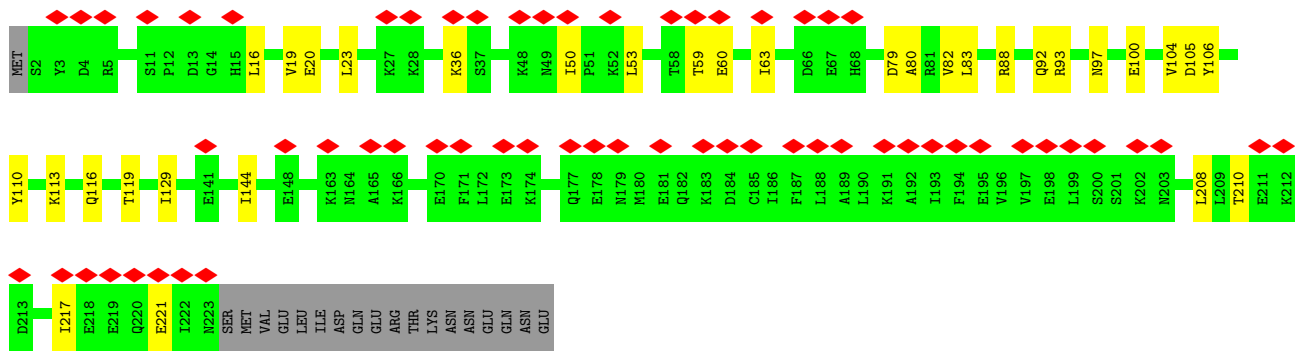 MET S2 Y3 D4 R5 S11 P12 D13 G14 H15 L16 V19 E20 L23 K27 K28 K36 S37 K48 N49 I50 P51 K52 L53 T58 T59 E60 I63 D66 E67 H68 D79 A80 R81 V82 L83 R88 Q92 R93 N97 E100 V104 D105 Y106
Y110 K113 Q116 T119 I129 E141 I144 E148 K163 N164 A165 K166 E170 F171 L172 E173 K174 Q177 E178 N179 M180 E181 Q182 K183 D184 C185 I186 F187 L188 A189 L190 K191 A192 I193 F194 E195 V196 V197 E198 L199 S200 S201 K202 N203 L208 L209 T210 E211 K212
D213 I217 E218 E219 Q220 E221 I222 N223 SER MET VAL GLU LEU ILE ASP GLN GLU ARG THR LYS ASN ASN GLU GLN ASN GLU